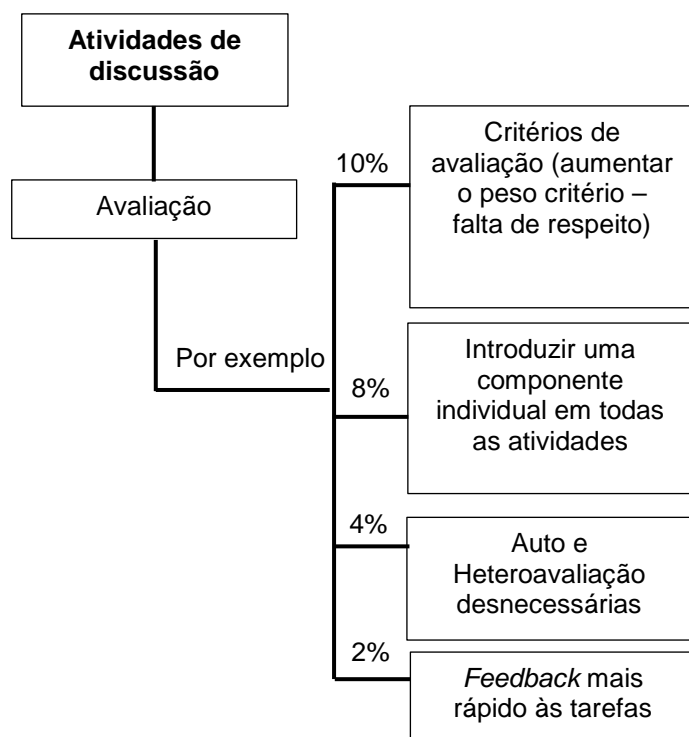 Atividades de
discussão
Avaliação
Por exemplo
10%
Critérios de
avaliação (aumentar
o peso critério –
falta de respeito)
8%
Introduzir uma
componente
individual em todas
as atividades
4%
Auto e
Heteroavaliação
desnecessárias
2%
Feedback mais
rápido às tarefas